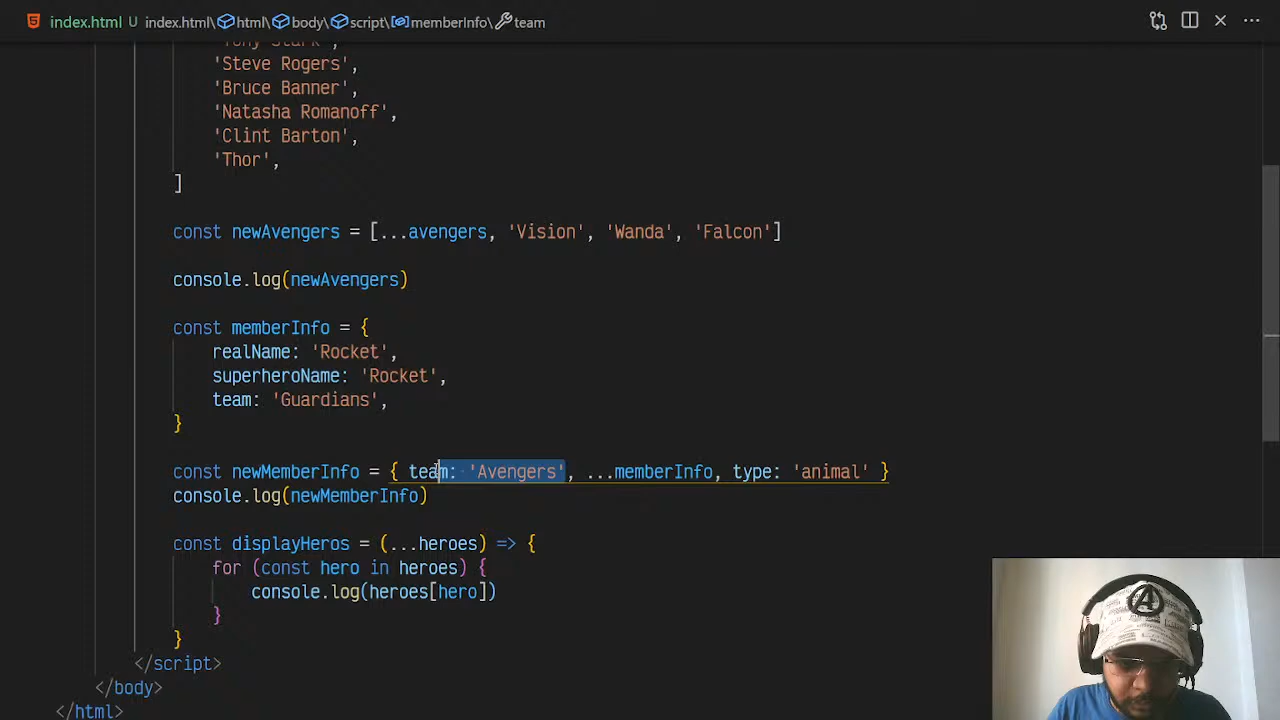 index.html U index.html\html\body\script\memberInfo\team
'Tony Stark',
'Steve Rogers',
'Bruce Banner',
'Natasha Romanoff',
'Clint Barton',
'Thor',
]
const newAvengers = [...avengers, 'Vision', 'Wanda', 'Falcon']
console.log(newAvengers)
const memberInfo = {
realName: 'Rocket',
superheroName: 'Rocket',
team: 'Guardians',
}
const newMemberInfo = { team: 'Avengers', ...memberInfo, type: 'animal' }
console.log(newMemberInfo)
const displayHeros = (...heroes) => {
for (const hero in heroes) {
console.log(heroes[hero])
}
}
</script>
</body>
</html>